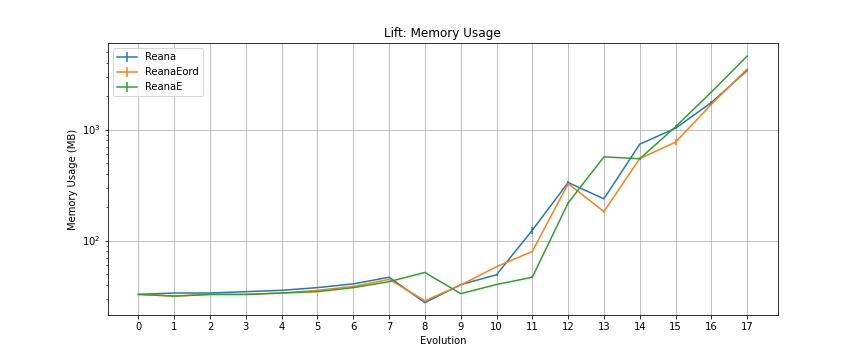 Lift: Memory Usage
Reana
ReanaEord
ReanaE
Memory Usage (MB)
10³
10²
0 1 2 3 4 5 6 7 8 9 10 11 12 13 14 15 16 17
Evolution